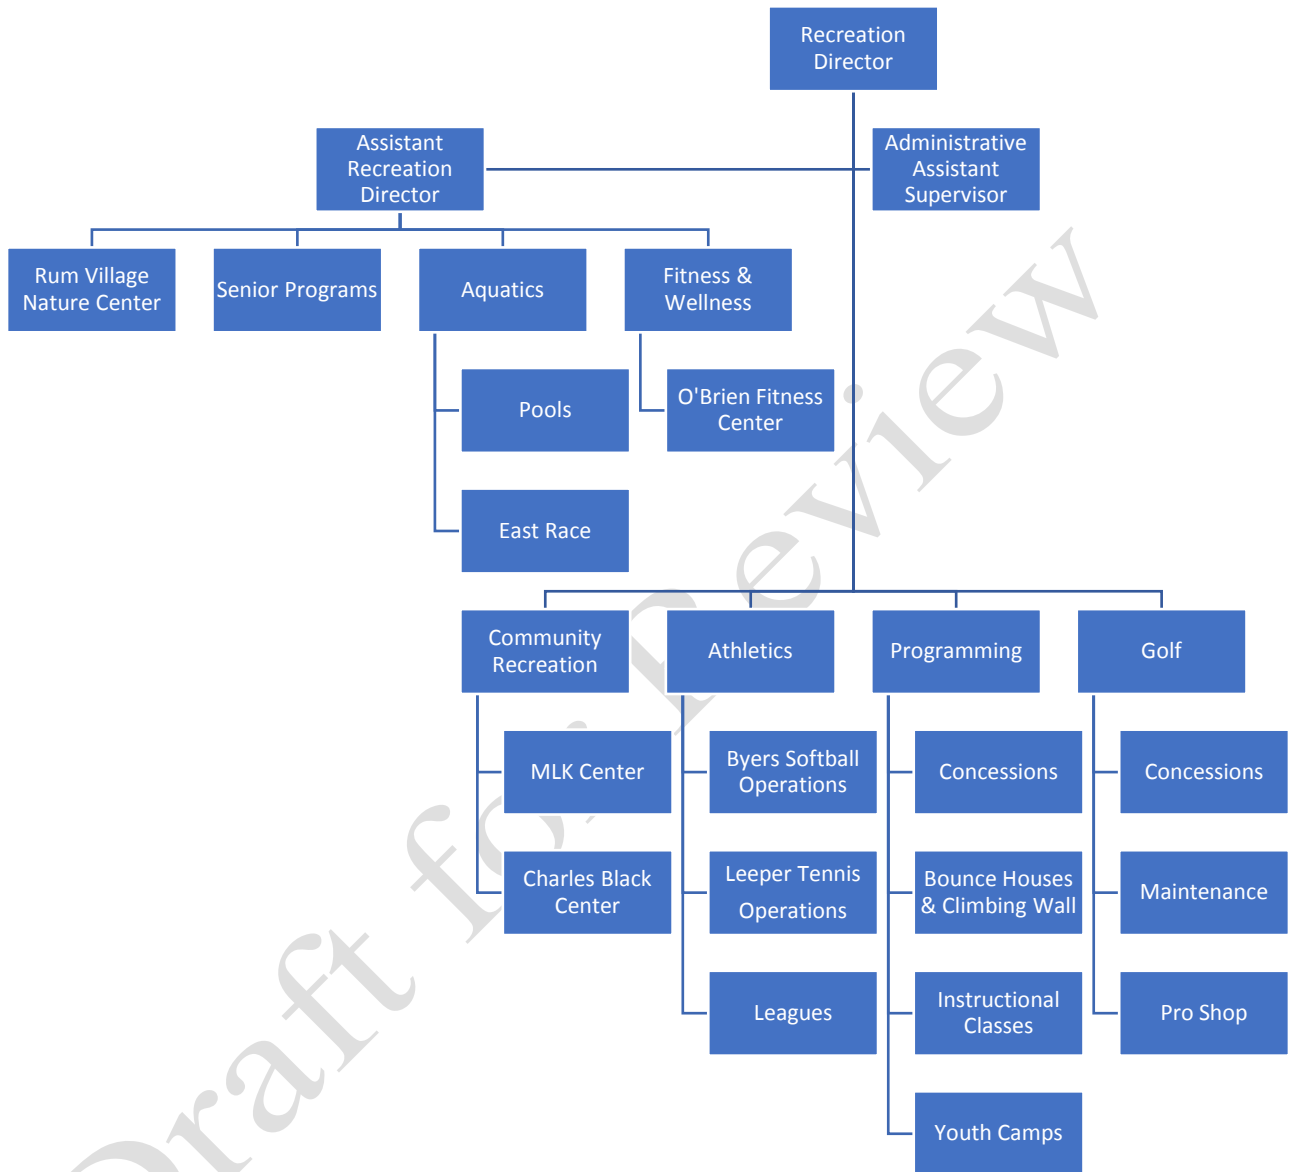 Recreation
Director
Assistant
Recreation
Director
Administrative
Assistant
Supervisor
Rum Village
Nature Center
Senior Programs
Aquatics
Fitness &
Wellness
Pools
O'Brien Fitness
Center
East Race
Community
Recreation
Athletics
Programming
Golf
MLK Center
Byers Softball
Operations
Concessions
Concessions
Charles Black
Center
Leeper Tennis
Operations
Bounce Houses
& Climbing Wall
Maintenance
Leagues
Instructional
Classes
Pro Shop
Youth Camps
Draft for Review